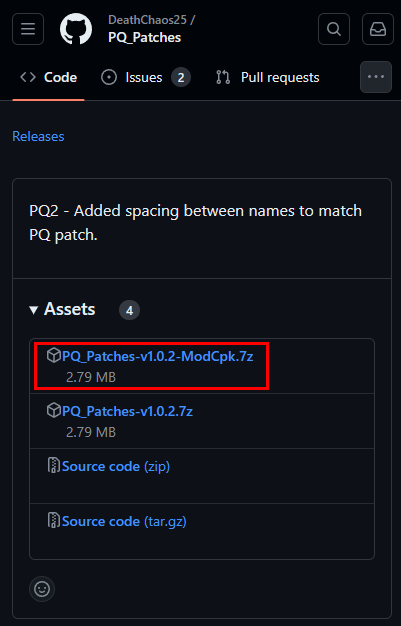 DeathChaos25 /
PQ_Patches
Code
Issues 2
Pull requests
Releases
PQ2 - Added spacing between names to match
PQ patch.
Assets 4
PQ_Patches-v1.0.2-ModCpk.7z
2.79 MB
PQ_Patches-v1.0.2.7z
2.79 MB
Source code (zip)
Source code (tar.gz)